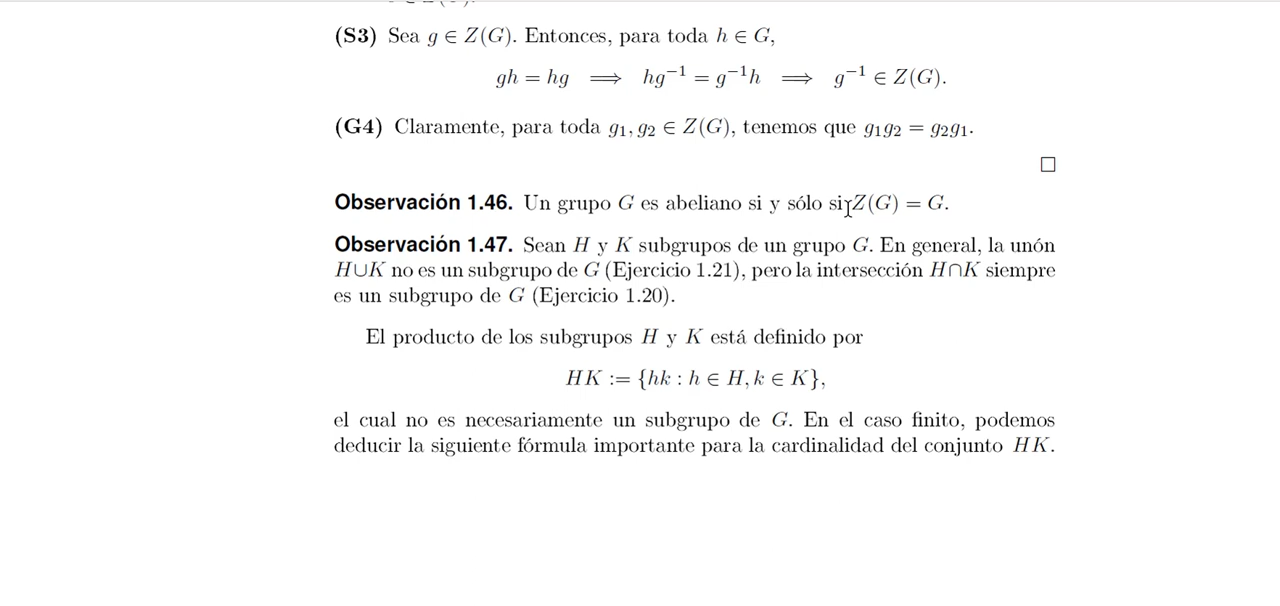 (S3) Sea g ∈ Z(G). Entonces, para toda h ∈ G,
gh = hg ⟹ hg⁻¹ = g⁻¹h ⟹ g⁻¹ ∈ Z(G).
(G4) Claramente, para toda g₁, g₂ ∈ Z(G), tenemos que g₁g₂ = g₂g₁.
□
Observación 1.46. Un grupo G es abeliano si y sólo si Z(G) = G.
Observación 1.47. Sean H y K subgrupos de un grupo G. En general, la unón
H∪K no es un subgrupo de G (Ejercicio 1.21), pero la intersección H∩K siempre
es un subgrupo de G (Ejercicio 1.20).
El producto de los subgrupos H y K está definido por
HK := {hk : h ∈ H, k ∈ K},
el cual no es necesariamente un subgrupo de G. En el caso finito, podemos
deducir la siguiente fórmula importante para la cardinalidad del conjunto HK.